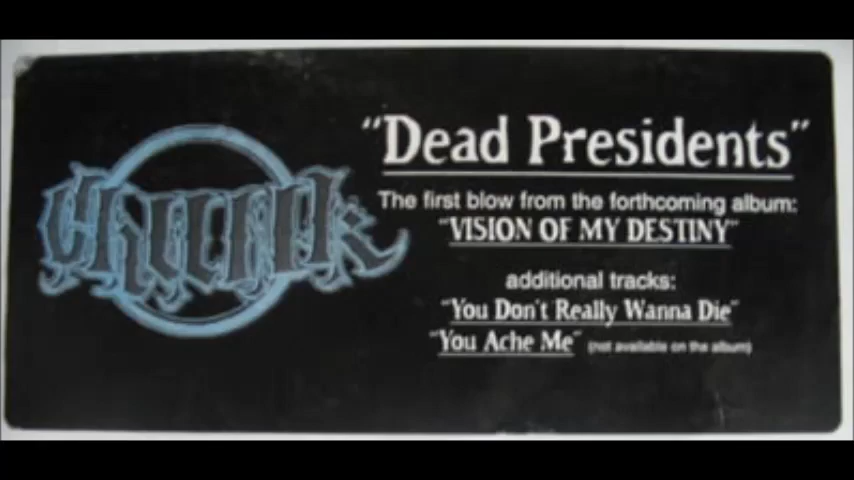 Chunk
"Dead Presidents"
The first blow from the forthcoming album:
"VISION OF MY DESTINY"
additional tracks:
"You Don't Really Wanna Die"
"You Ache Me" (not available on the album)